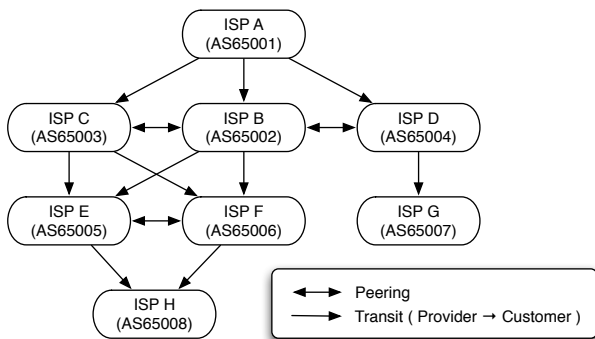 ISP A
(AS65001)
ISP C
(AS65003)
ISP B
(AS65002)
ISP D
(AS65004)
ISP E
(AS65005)
ISP F
(AS65006)
ISP G
(AS65007)
ISP H
(AS65008)
Peering
Transit ( Provider → Customer )